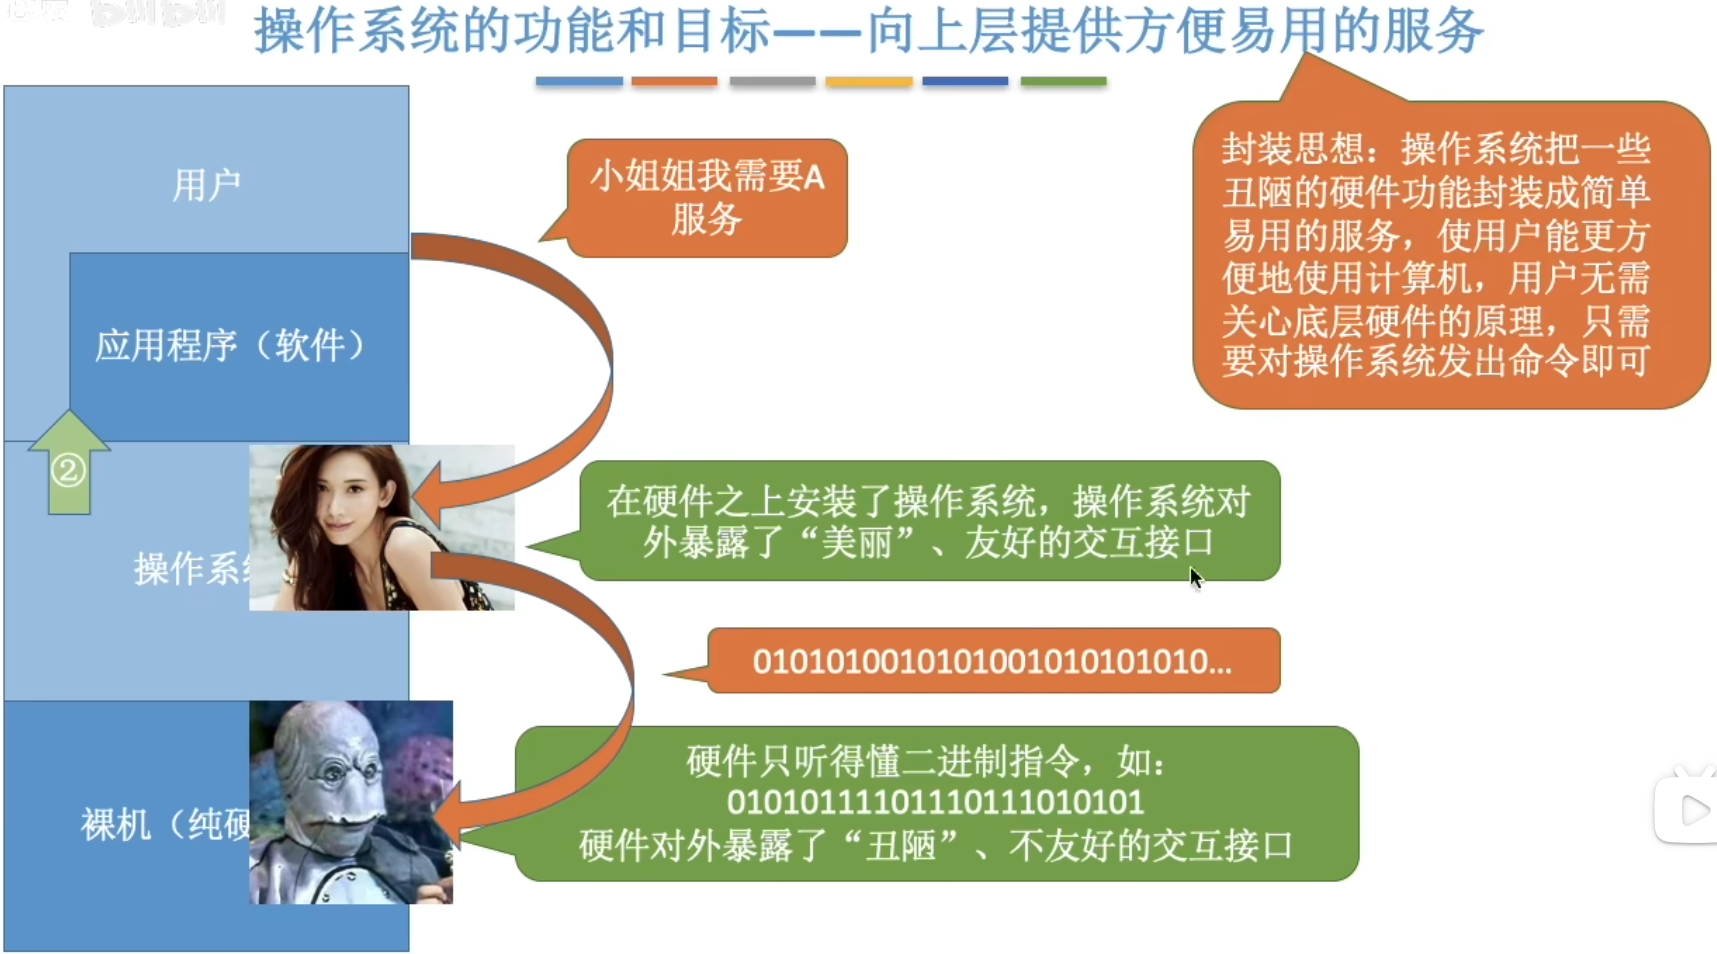 操作系统的功能和目标——向上层提供方便易用的服务
用户
应用程序（软件）
②
小姐姐我需要A
服务
封装思想：操作系统把一些
丑陋的硬件功能封装成简单
易用的服务，使用户能更方
便地使用计算机，用户无需
关心底层硬件的原理，只需
要对操作系统发出命令即可
操作系
在硬件之上安装了操作系统，操作系统对
外暴露了“美丽”、友好的交互接口
0101010010101001010101010...
裸机（纯硬
硬件只听得懂二进制指令，如：
010101111011101110​10101
硬件对外暴露了“丑陋”、不友好的交互接口